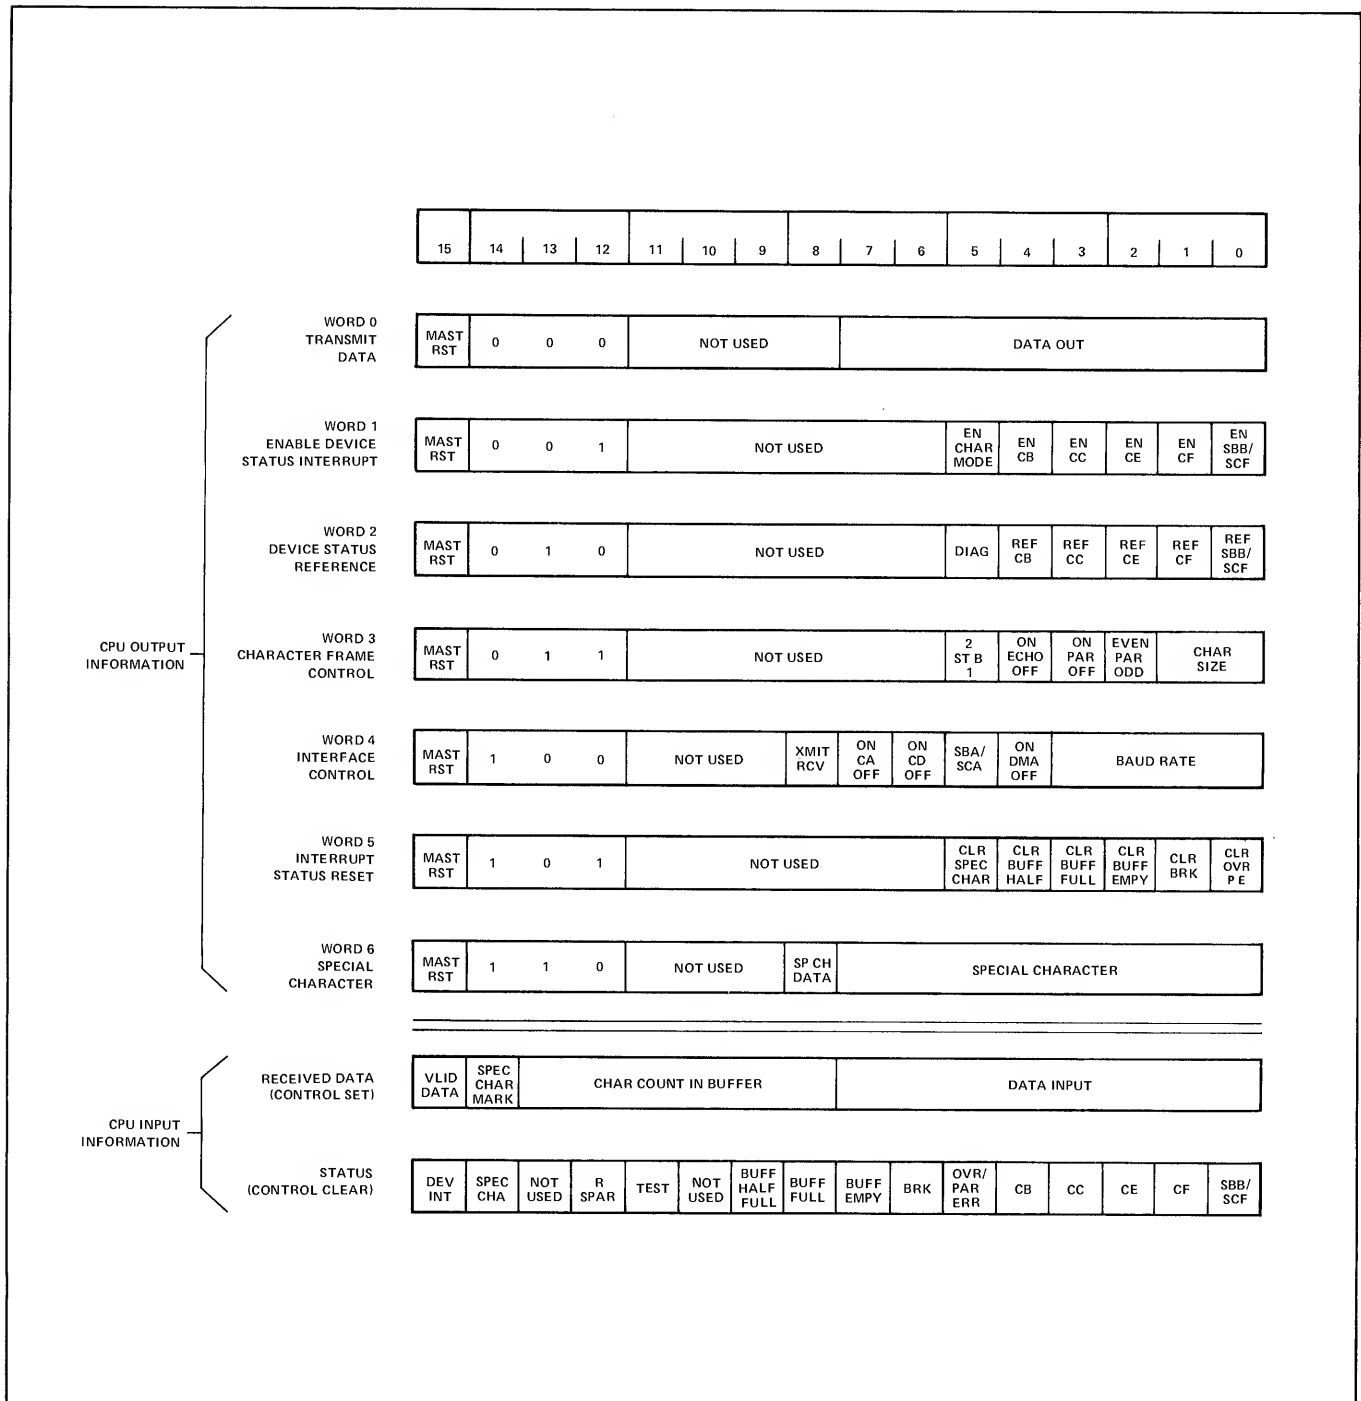 15 14 13 12 11 10 9 8 7 6 5 4 3 2 1 0
WORD 0
TRANSMIT
DATA
MAST
RST
0 0 0
NOT USED
DATA OUT
WORD 1
ENABLE DEVICE
STATUS INTERRUPT
MAST
RST
0 0 1
NOT USED
EN
CHAR
MODE
EN
CB
EN
CC
EN
CE
EN
CF
EN
SBB/
SCF
WORD 2
DEVICE STATUS
REFERENCE
MAST
RST
0 1 0
NOT USED
DIAG
REF
CB
REF
CC
REF
CE
REF
CF
REF
SBB/
SCF
CPU OUTPUT
INFORMATION
WORD 3
CHARACTER FRAME
CONTROL
MAST
RST
0 1 1
NOT USED
2
ST B
1
ON
ECHO
OFF
ON
PAR
OFF
EVEN
PAR
ODD
CHAR
SIZE
WORD 4
INTERFACE
CONTROL
MAST
RST
1 0 0
NOT USED
XMIT
RCV
ON
CA
OFF
ON
CD
OFF
SBA/
SCA
ON
DMA
OFF
BAUD RATE
WORD 5
INTERRUPT
STATUS RESET
MAST
RST
1 0 1
NOT USED
CLR
SPEC
CHAR
CLR
BUFF
HALF
CLR
BUFF
FULL
CLR
BUFF
EMPY
CLR
BRK
CLR
OVR
P E
WORD 6
SPECIAL
CHARACTER
MAST
RST
1 1 0
NOT USED
SP CH
DATA
SPECIAL CHARACTER
CPU INPUT
INFORMATION
RECEIVED DATA
(CONTROL SET)
VLID
DATA
SPEC
CHAR
MARK
CHAR COUNT IN BUFFER
DATA INPUT
STATUS
(CONTROL CLEAR)
DEV
INT
SPEC
CHA
NOT
USED
R
SPAR
TEST
NOT
USED
BUFF
HALF
FULL
BUFF
FULL
BUFF
EMPY
BRK
OVR/
PAR
ERR
CB
CC
CE
CF
SBB/
SCF